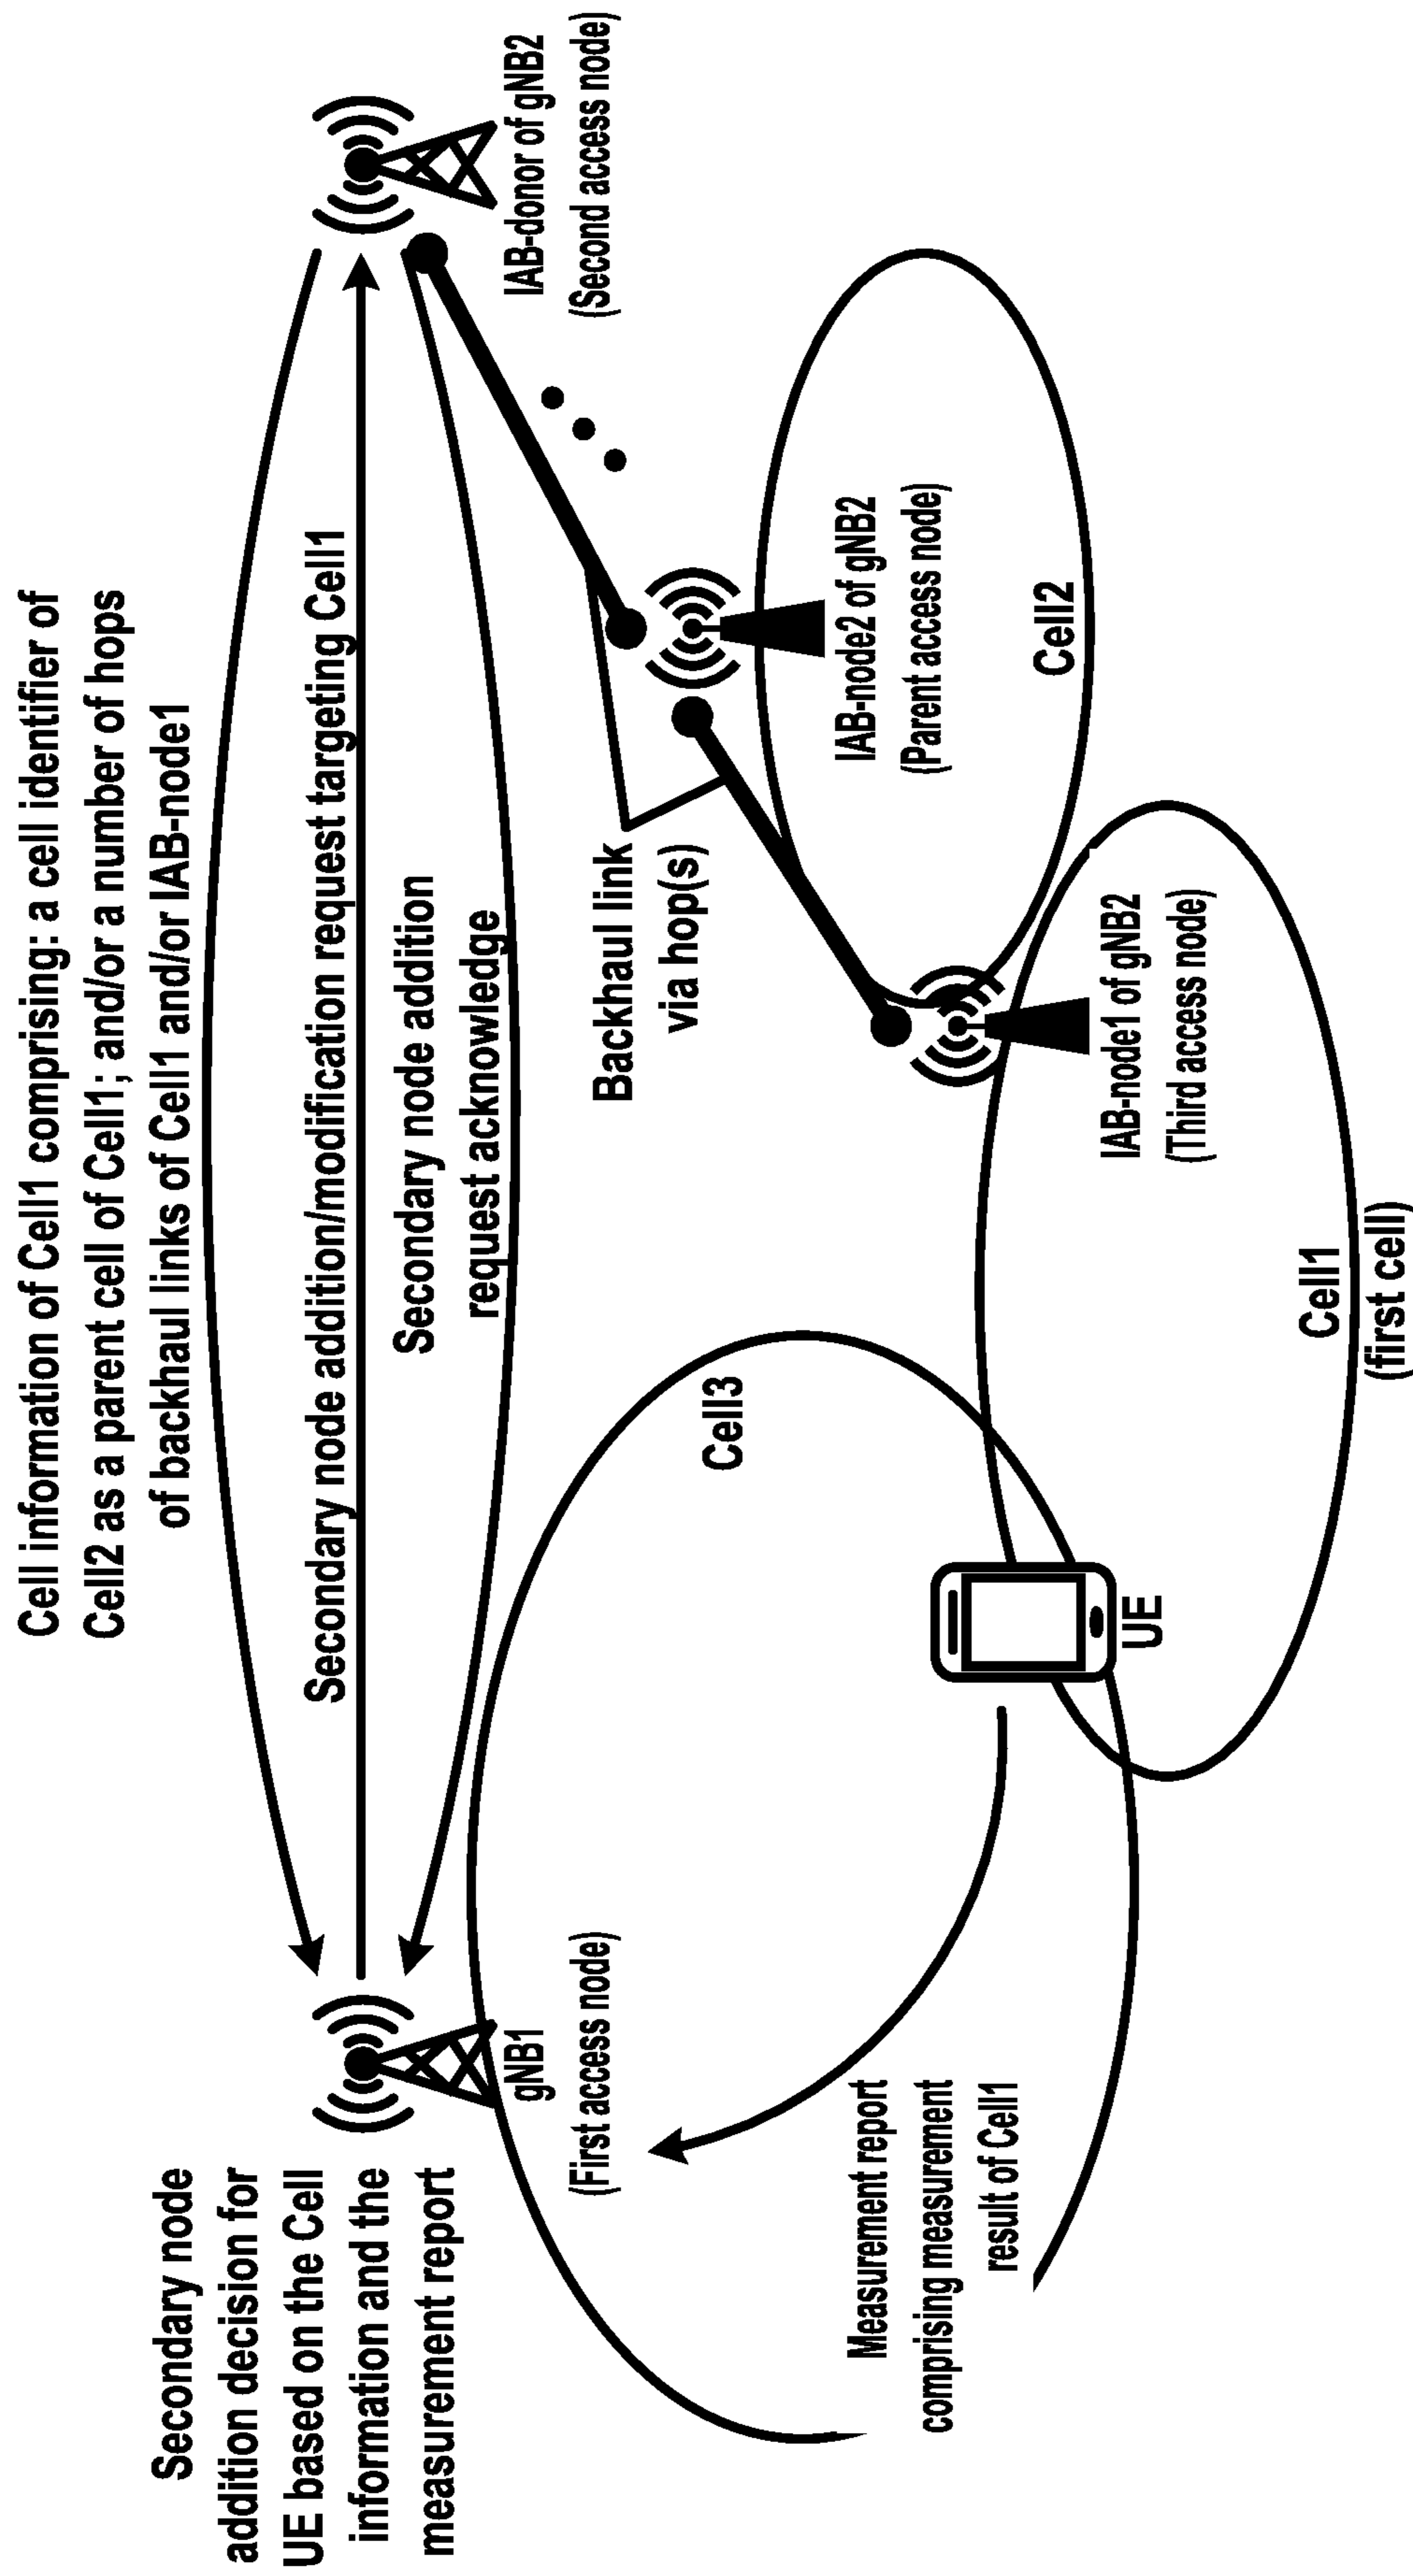 Cell information of Cell1 comprising: a cell identifier of
Cell2 as a parent cell of Cell1; and/or a number of hops
of backhaul links of Cell1 and/or IAB-node1
Secondary node
addition decision for
UE based on the Cell
information and the
measurement report
Secondary node addition/modification request targeting Cell1
Secondary node addition
request acknowledge
gNB1
(First access node)
IAB-donor of gNB2
(Second access node)
Backhaul link
via hop(s)
Cell3
IAB-node2 of gNB2
(Parent access node)
Cell2
Measurement report
comprising measurement
result of Cell1
UE
IAB-node1 of gNB2
(Third access node)
Cell1
(first cell)